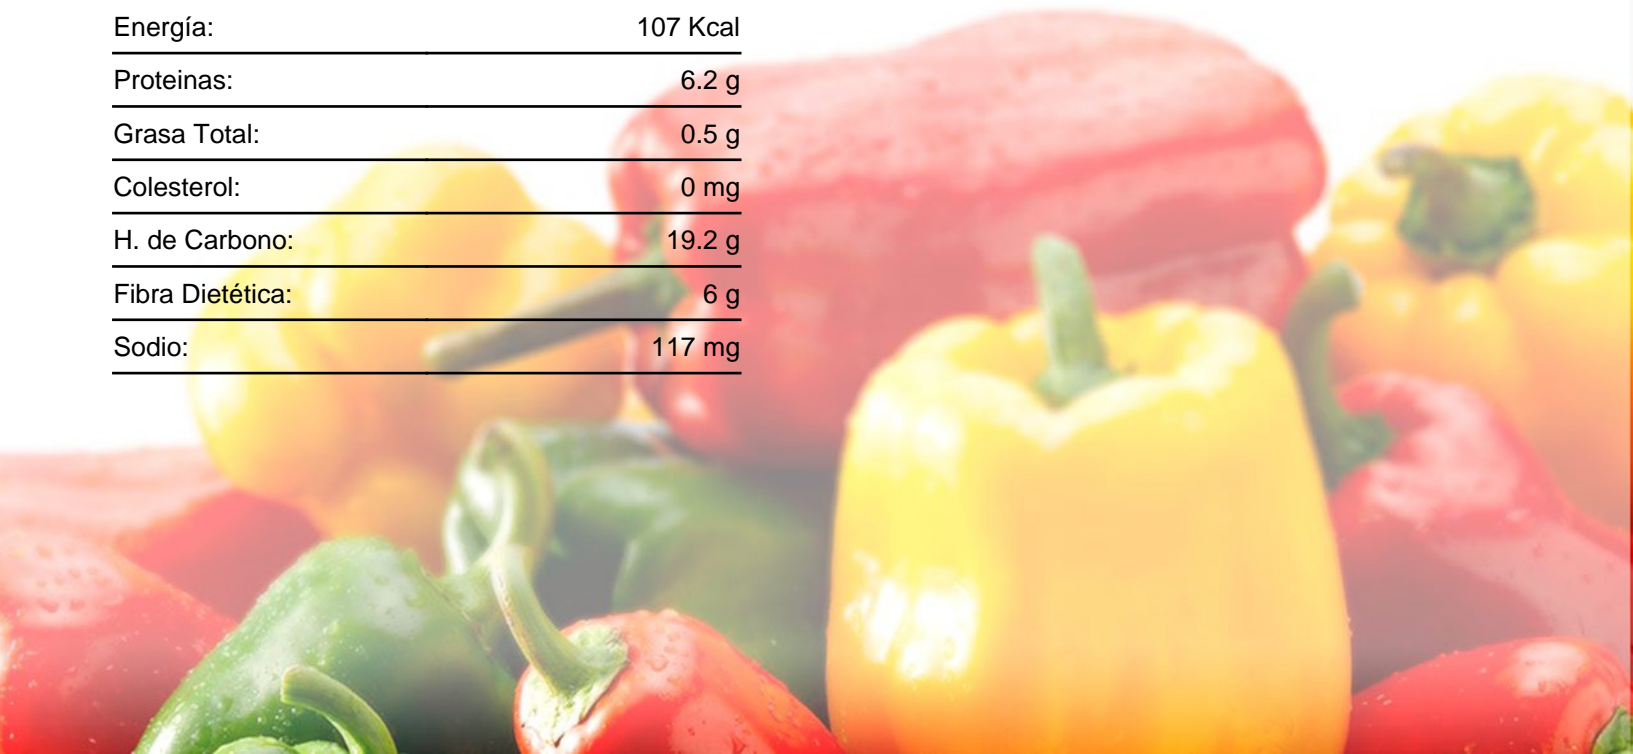 Energía: 107 Kcal
Proteinas: 6.2 g
Grasa Total: 0.5 g
Colesterol: 0 mg
H. de Carbono: 19.2 g
Fibra Dietética: 6 g
Sodio: 117 mg